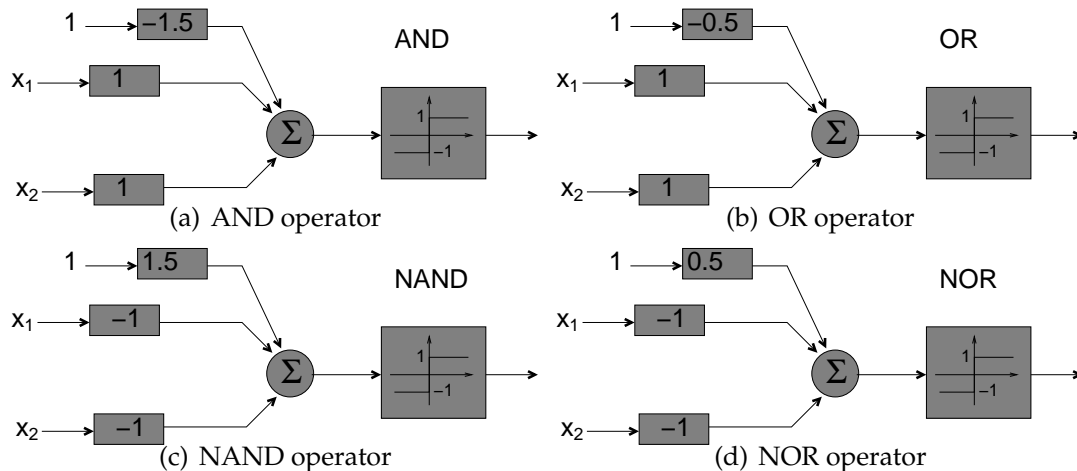 1 −1.5 AND
x1 1
1
Σ −1
x2 1
(a) AND operator
1 −0.5 OR
x1 1
1
Σ −1
x2 1
(b) OR operator
1 1.5 NAND
x1 −1
1
Σ −1
x2 −1
(c) NAND operator
1 0.5 NOR
x1 −1
1
Σ −1
x2 −1
(d) NOR operator